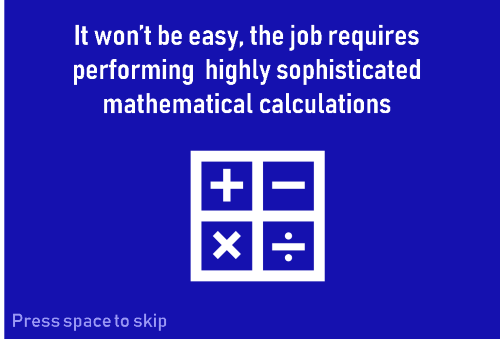 It won't be easy, the job requires
performing  highly sophisticated
mathematical calculations
+ −
× ÷
Press space to skip